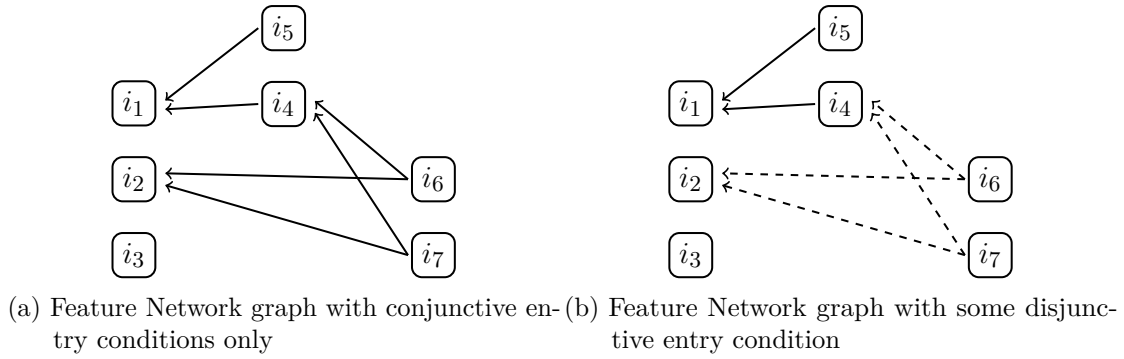 i5 i5
i1 i4 i1 i4
i2 i6 i2 i6
i3 i7 i3 i7
(a) Feature Network graph with conjunctive en-
try conditions only
(b) Feature Network graph with some disjunc-
tive entry condition